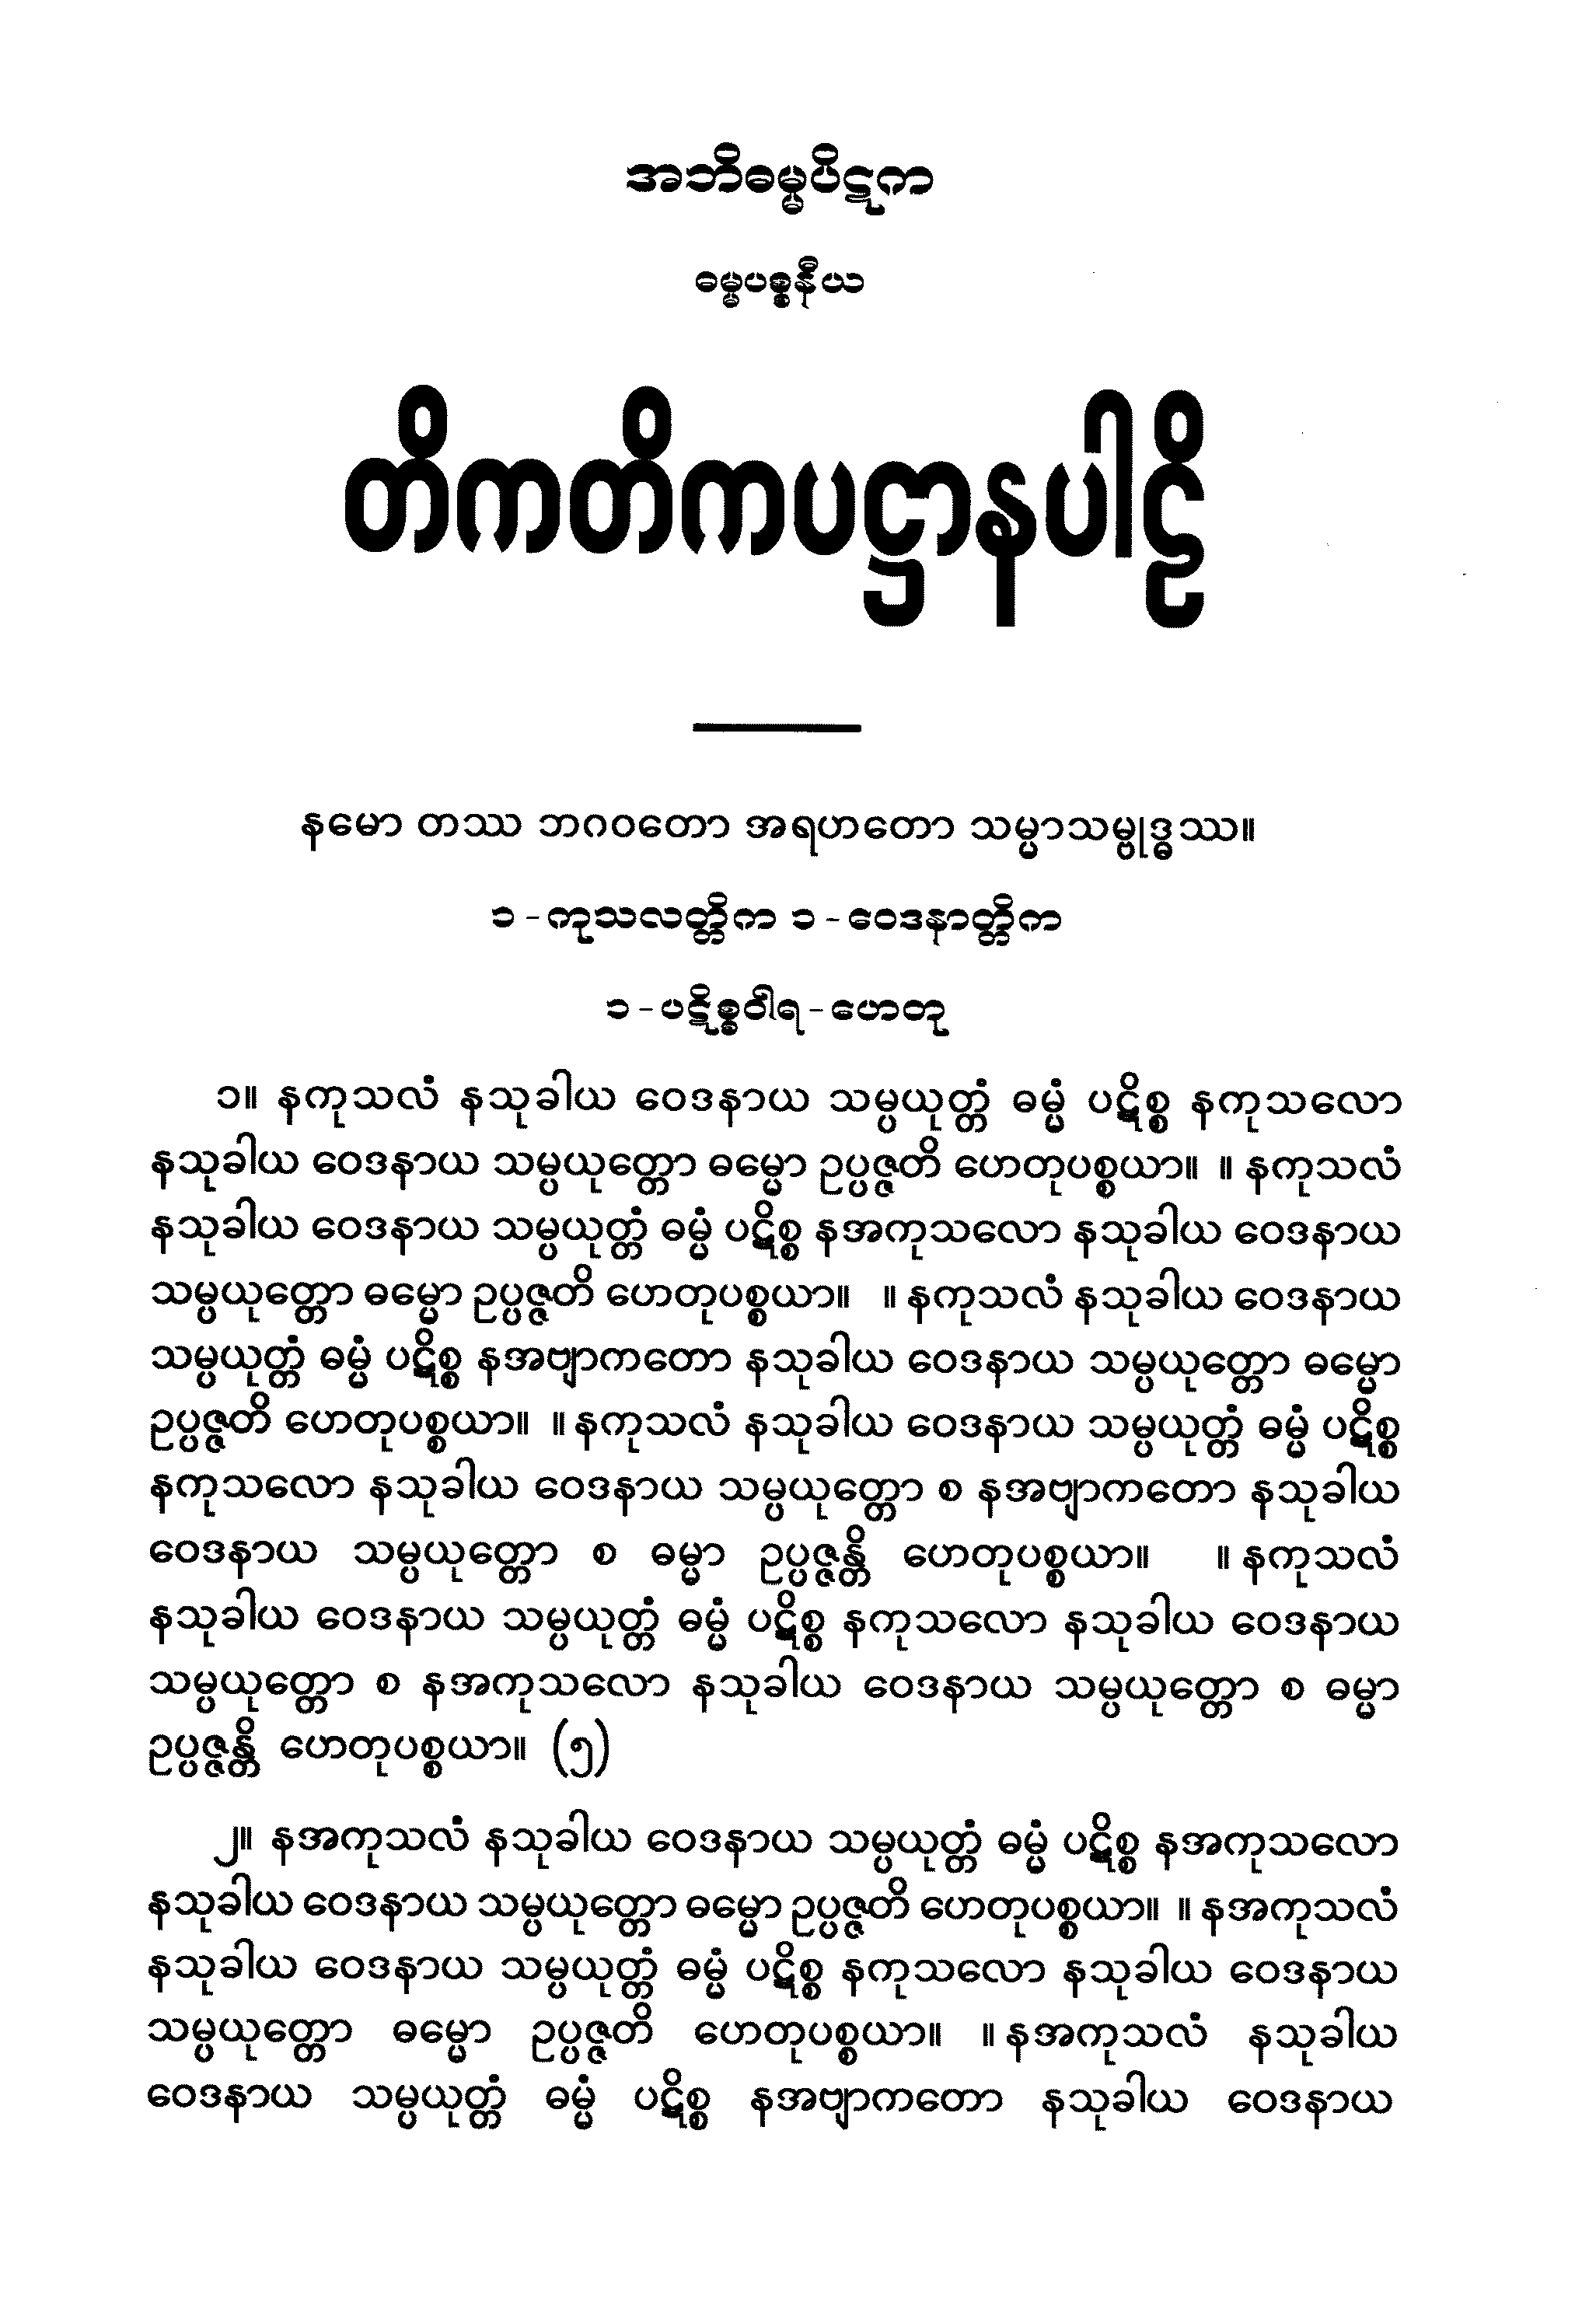 အဘိဓမ္မပိဋက
ဓမ္မပစ္စနီယ
တိကတိကပဋ္ဌာနပါဠိ
နမော တဿ ဘဂဝတော အရဟတော သမ္မာသမ္ဗုဒ္ဓဿ။
၁-ကုသလတ္တိက ၁-ဝေဒနာတ္တိက
၁-ပဋိစ္စဝါရ-ဟေတု
၁။ နကုသလံ နသုခါယ ဝေဒနာယ သမ္ပယုတ္တံ ဓမ္မံ ပဋိစ္စ နကုသလော
နသုခါယ ဝေဒနာယ သမ္ပယုတ္တော ဓမ္မော ဥပ္ပဇ္ဇတိ ဟေတုပစ္စယာ။ ။ နကုသလံ
နသုခါယ ဝေဒနာယ သမ္ပယုတ္တံ ဓမ္မံ ပဋိစ္စ နအကုသလော နသုခါယ ဝေဒနာယ
သမ္ပယုတ္တော ဓမ္မော ဥပ္ပဇ္ဇတိ ဟေတုပစ္စယာ။ ။ နကုသလံ နသုခါယ ဝေဒနာယ
သမ္ပယုတ္တံ ဓမ္မံ ပဋိစ္စ နအဗျာကတော နသုခါယ ဝေဒနာယ သမ္ပယုတ္တော ဓမ္မော
ဥပ္ပဇ္ဇတိ ဟေတုပစ္စယာ။ ။ နကုသလံ နသုခါယ ဝေဒနာယ သမ္ပယုတ္တံ ဓမ္မံ ပဋိစ္စ
နကုသလော နသုခါယ ဝေဒနာယ သမ္ပယုတ္တော စ နအဗျာကတော နသုခါယ
ဝေဒနာယ သမ္ပယုတ္တော စ ဓမ္မာ ဥပ္ပဇ္ဇန္တိ ဟေတုပစ္စယာ။ ။ နကုသလံ
နသုခါယ ဝေဒနာယ သမ္ပယုတ္တံ ဓမ္မံ ပဋိစ္စ နကုသလော နသုခါယ ဝေဒနာယ
သမ္ပယုတ္တော စ နအကုသလော နသုခါယ ဝေဒနာယ သမ္ပယုတ္တော စ ဓမ္မာ
ဥပ္ပဇ္ဇန္တိ ဟေတုပစ္စယာ။ (၅)
၂။ နအကုသလံ နသုခါယ ဝေဒနာယ သမ္ပယုတ္တံ ဓမ္မံ ပဋိစ္စ နအကုသလော
နသုခါယ ဝေဒနာယ သမ္ပယုတ္တော ဓမ္မော ဥပ္ပဇ္ဇတိ ဟေတုပစ္စယာ။ ။ နအကုသလံ
နသုခါယ ဝေဒနာယ သမ္ပယုတ္တံ ဓမ္မံ ပဋိစ္စ နကုသလော နသုခါယ ဝေဒနာယ
သမ္ပယုတ္တော ဓမ္မော ဥပ္ပဇ္ဇတိ ဟေတုပစ္စယာ။ ။ နအကုသလံ နသုခါယ
ဝေဒနာယ သမ္ပယုတ္တံ ဓမ္မံ ပဋိစ္စ နအဗျာကတော နသုခါယ ဝေဒနာယ